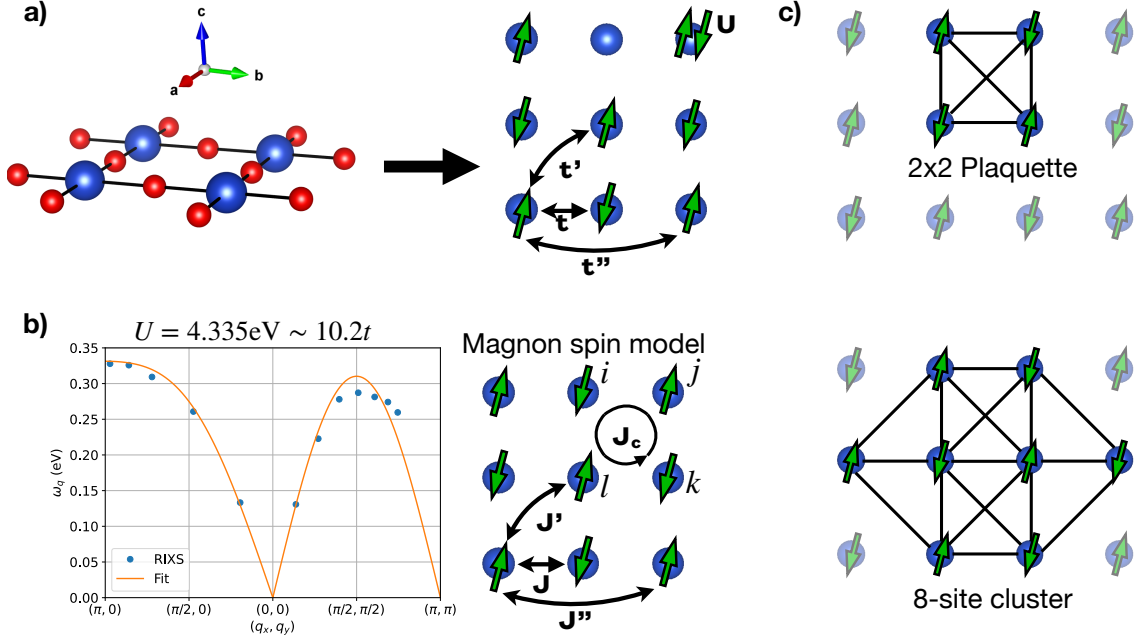 a)
c
a
b
U
t'
t
t”
c)
2x2 Plaquette
b)
U = 4.335eV ~ 10.2t
ω_q (eV)
0.35
0.30
0.25
0.20
0.15
0.10
0.05
0.00
RIXS
Fit
(π, 0)
(π/2, 0)
(0, 0)
(π/2, π/2)
(π, π)
(q_x, q_y)
Magnon spin model
i
j
J_c
l
k
J'
J
J”
8-site cluster